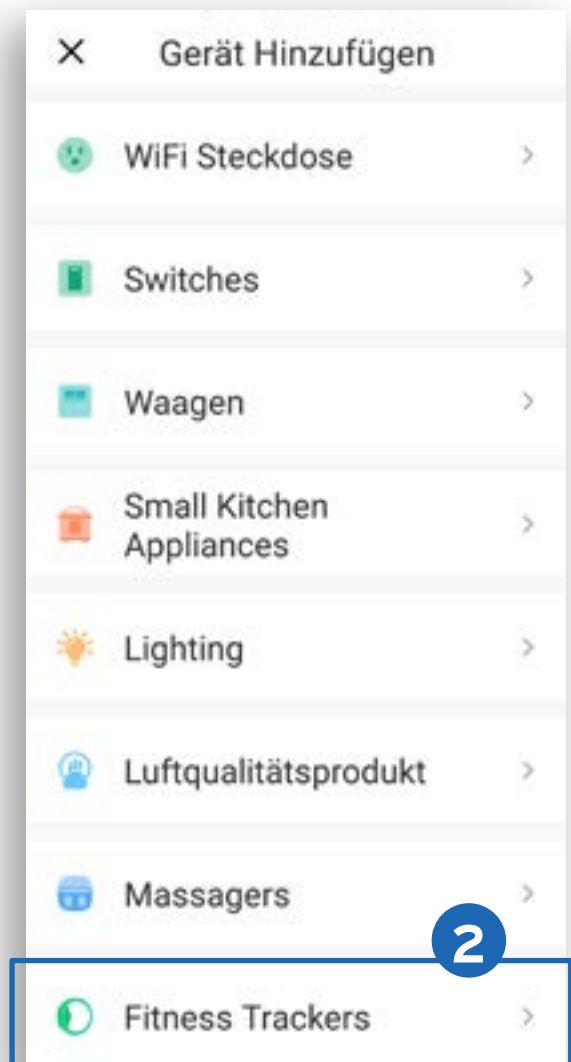 Gerät Hinzufügen
WiFi Steckdose
Switches
Waagen
Small Kitchen
Appliances
Lighting
Luftqualitätsprodukt
Massagers
2
Fitness Trackers